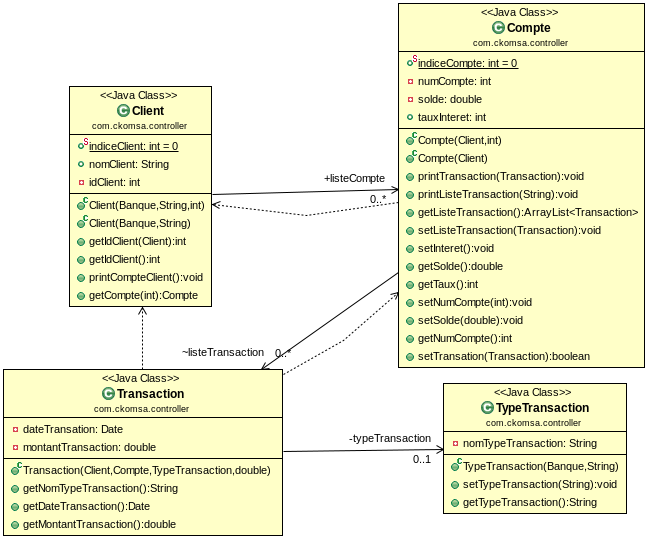 <<Java Class>>
Compte
com.ckomsa.controller
indiceCompte: int = 0
numCompte: int
solde: double
tauxInteret: int
Compte(Client,int)
Compte(Client)
printTransaction(Transaction):void
printListeTransaction(String):void
getListeTransaction():ArrayList<Transaction>
setListeTransaction(Transaction):void
setInteret():void
getSolde():double
getTaux():int
setNumCompte(int):void
setSolde(double):void
getNumCompte():int
setTransation(Transaction):boolean
<<Java Class>>
Client
com.ckomsa.controller
indiceClient: int = 0
nomClient: String
idClient: int
Client(Banque,String,int)
Client(Banque,String)
getIdClient(Client):int
getIdClient():int
printCompteClient():void
getCompte(int):Compte
+listeCompte
0..*
~listeTransaction
0..*
<<Java Class>>
Transaction
com.ckomsa.controller
dateTransation: Date
montantTransaction: double
Transaction(Client,Compte,TypeTransaction,double)
getNomTypeTransaction():String
getDateTransaction():Date
getMontantTransaction():double
-typeTransaction
0..1
<<Java Class>>
TypeTransaction
com.ckomsa.controller
nomTypeTransaction: String
TypeTransaction(Banque,String)
setTypeTransaction(String):void
getTypeTransaction():String